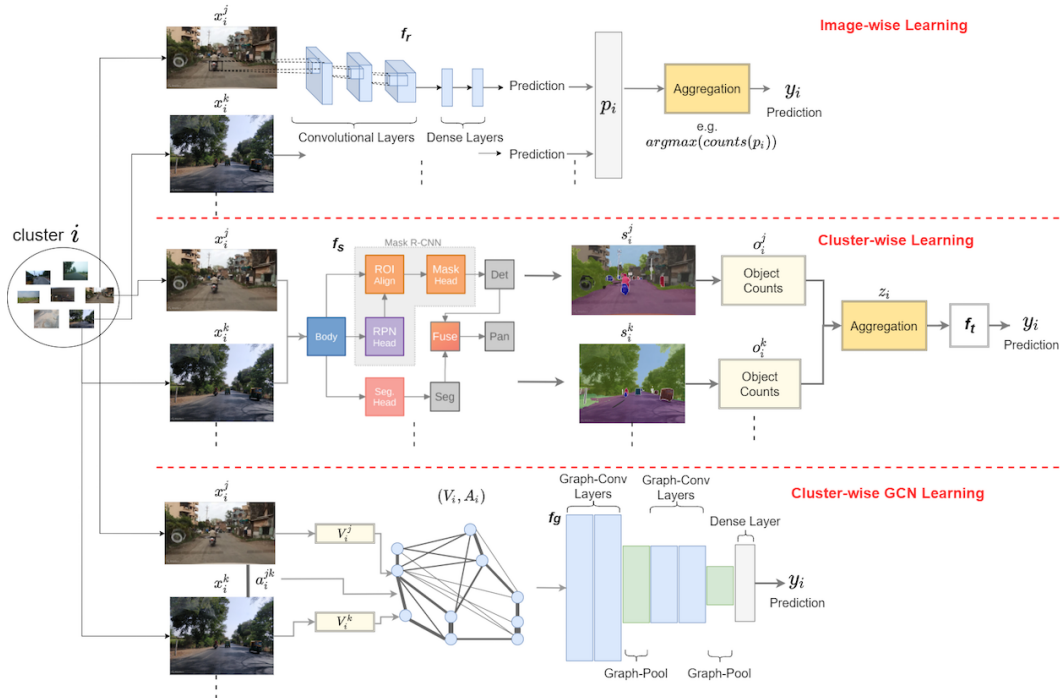 Image-wise Learning
x_i^j
f_r
Convolutional Layers
Dense Layers
Prediction
p_i
Aggregation
e.g.
argmax(counts(p_i))
y_i
Prediction
x_i^k
Prediction
cluster i
Cluster-wise Learning
x_i^j
f_s
Mask R-CNN
ROI
Align
Mask
Head
Det
Body
RPN
Head
Fuse
Pan
Seg.
Head
Seg
x_i^k
s_i^j
s_i^k
o_i^j
Object
Counts
o_i^k
Object
Counts
z_i
Aggregation
f_t
y_i
Prediction
Cluster-wise GCN Learning
x_i^j
V_i^j
a_i^{jk}
x_i^k
V_i^k
(V_i, A_i)
f_g
Graph-Conv
Layers
Graph-Conv
Layers
Dense Layer
Graph-Pool
Graph-Pool
y_i
Prediction